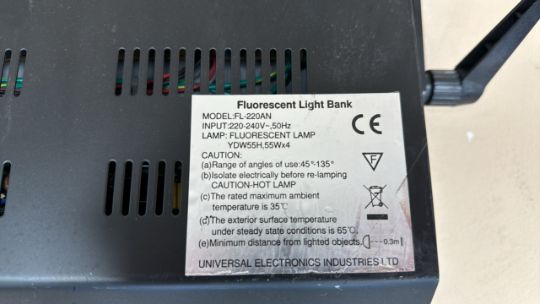 Fluorescent Light Bank
MODEL:FL-220AN
INPUT:220-240V~,50Hz
LAMP: FLUORESCENT LAMP
YDW55H,55Wx4
CAUTION:
(a)Range of angles of use:45°-135°
(b)Isolate electrically before re-lamping
CAUTION-HOT LAMP
(c)The rated maximum ambient
temperature is 35℃
(d)The exterior surface temperature
under steady state conditions is 65℃.
(e)Minimum distance from lighted objects. 0.3m
UNIVERSAL ELECTRONICS INDUSTRIES LTD
CE
F